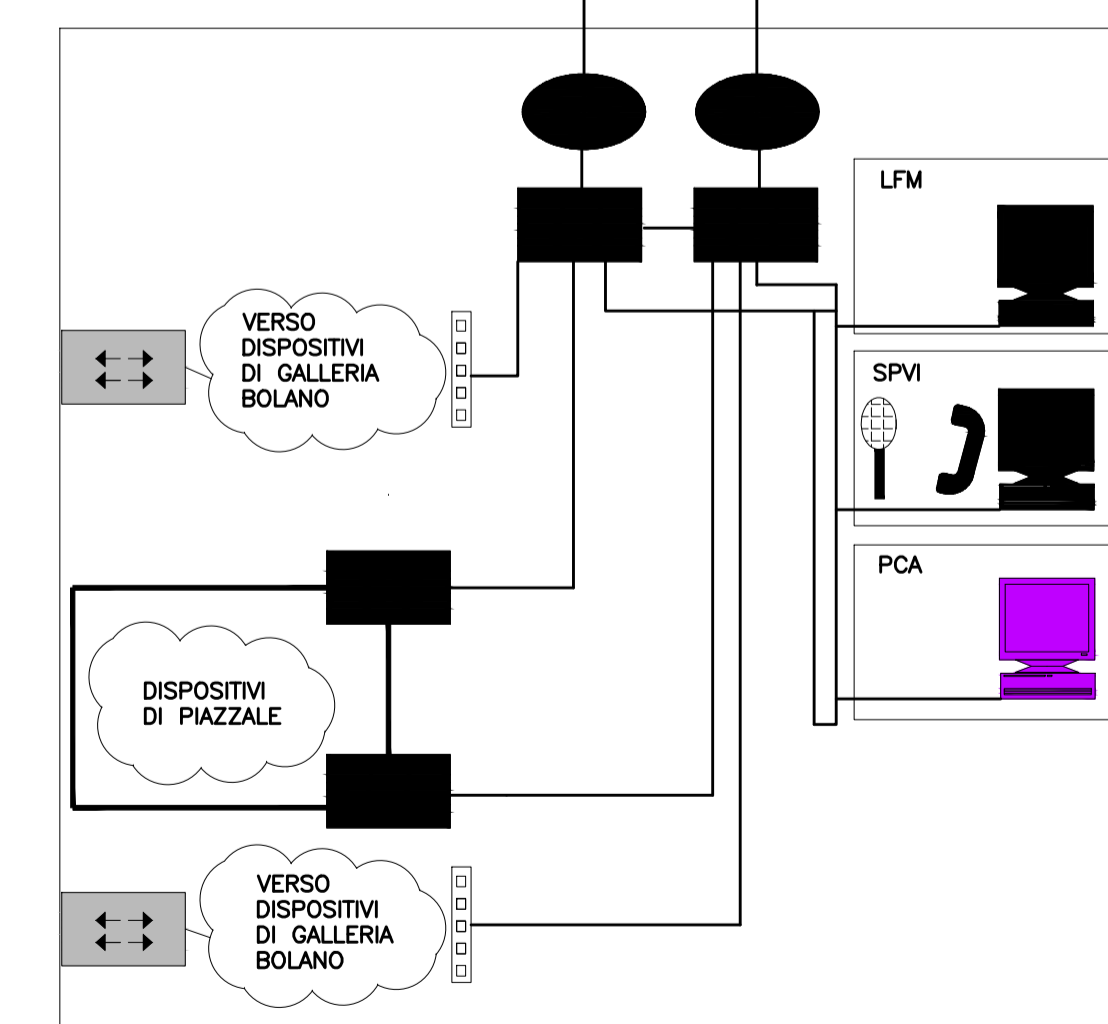 LFM
VERSO
DISPOSITIVI
DI GALLERIA
BOLANO
SPVI
PCA
DISPOSITIVI
DI PIAZZALE
VERSO
DISPOSITIVI
DI GALLERIA
BOLANO